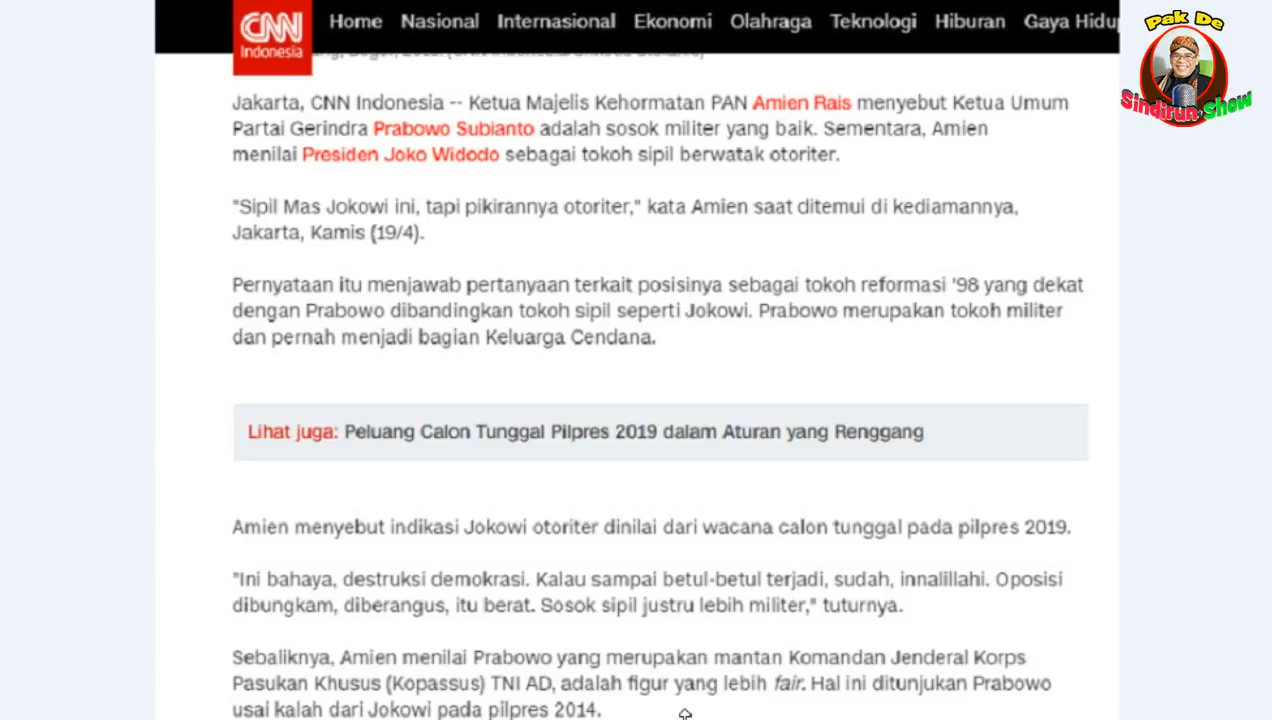 CNN
Indonesia
Home Nasional Internasional Ekonomi Olahraga Teknologi Hiburan Gaya Hidup
Pak De
Sindirun Show
Jakarta, CNN Indonesia -- Ketua Majelis Kehormatan PAN Amien Rais menyebut Ketua Umum
Partai Gerindra Prabowo Subianto adalah sosok militer yang baik. Sementara, Amien
menilai Presiden Joko Widodo sebagai tokoh sipil berwatak otoriter.
"Sipil Mas Jokowi ini, tapi pikirannya otoriter," kata Amien saat ditemui di kediamannya,
Jakarta, Kamis (19/4).
Pernyataan itu menjawab pertanyaan terkait posisinya sebagai tokoh reformasi '98 yang dekat
dengan Prabowo dibandingkan tokoh sipil seperti Jokowi. Prabowo merupakan tokoh militer
dan pernah menjadi bagian Keluarga Cendana.
Lihat juga: Peluang Calon Tunggal Pilpres 2019 dalam Aturan yang Renggang
Amien menyebut indikasi Jokowi otoriter dinilai dari wacana calon tunggal pada pilpres 2019.
"Ini bahaya, destruksi demokrasi. Kalau sampai betul-betul terjadi, sudah, innalillahi. Oposisi
dibungkam, diberangus, itu berat. Sosok sipil justru lebih militer," tuturnya.
Sebaliknya, Amien menilai Prabowo yang merupakan mantan Komandan Jenderal Korps
Pasukan Khusus (Kopassus) TNI AD, adalah figur yang lebih fair. Hal ini ditunjukan Prabowo
usai kalah dari Jokowi pada pilpres 2014.